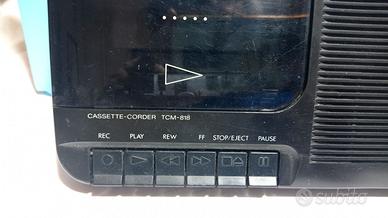 CASSETTE-CORDER TCM-818
REC PLAY REW FF STOP/EJECT PAUSE
subito